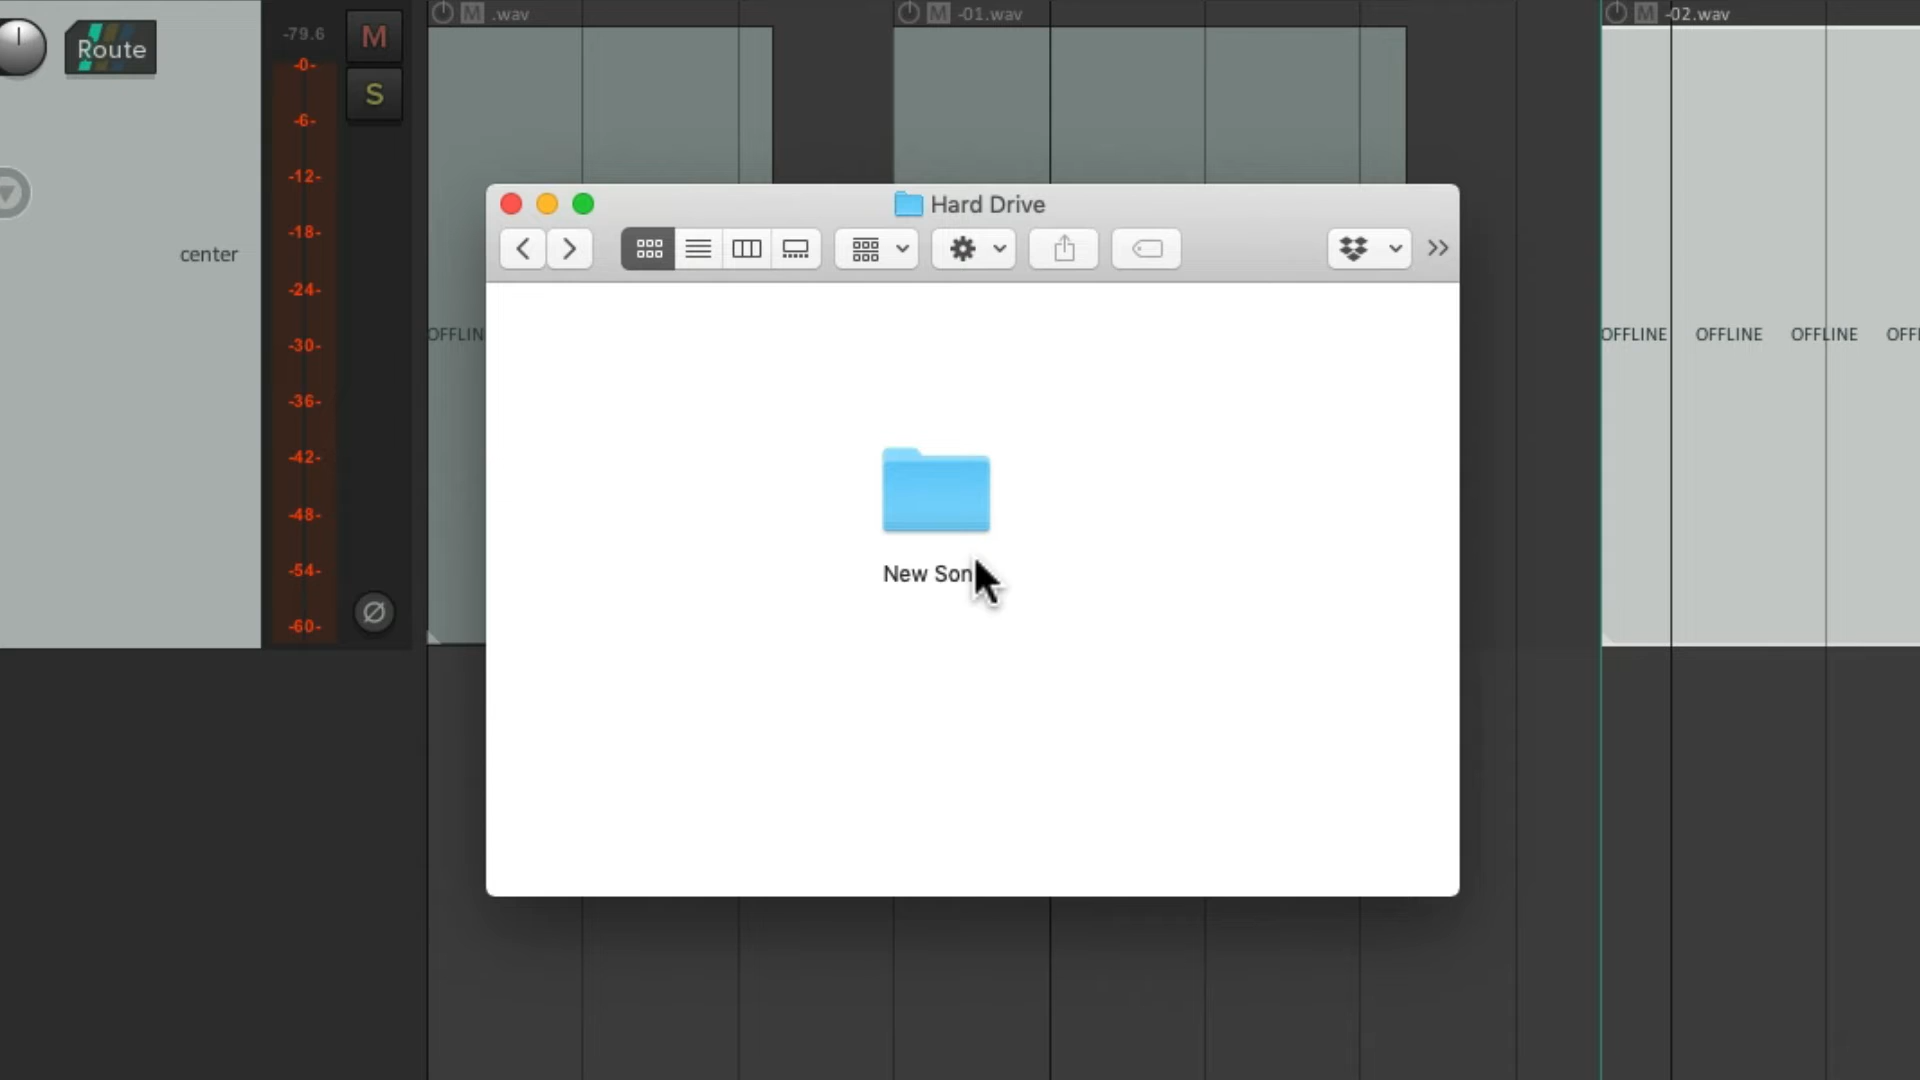 .wav
-01.wav
-02.wav
Route
-79.6
M
S
-0-
-6-
-12-
-18-
-24-
-30-
-36-
-42-
-48-
-54-
-60-
center
Hard Drive
OFFLIN
OFFLINE OFFLINE OFFLINE OFF
New Son